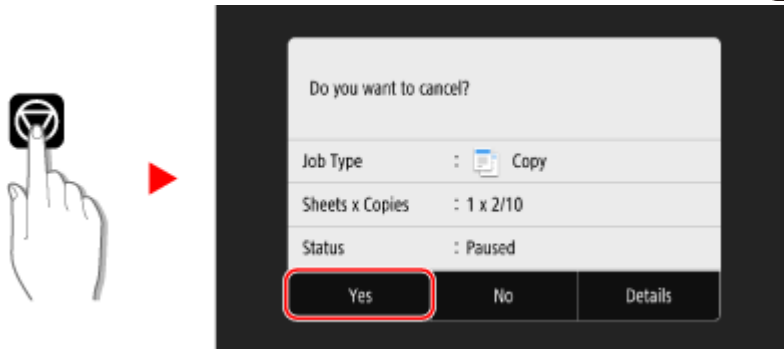 Do you want to cancel?
Job Type : Copy
Sheets x Copies : 1 x 2/10
Status : Paused
Yes No Details